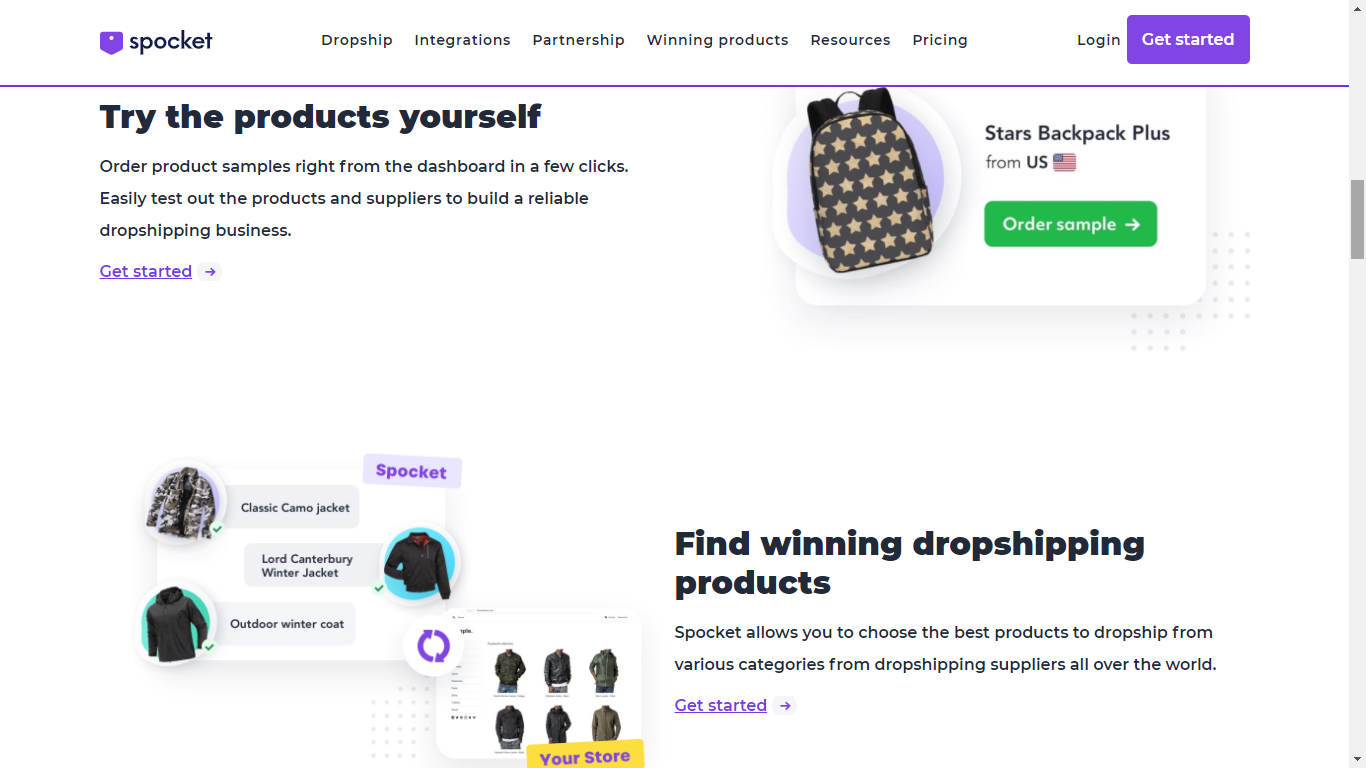 spocket
Dropship
Integrations
Partnership
Winning products
Resources
Pricing
Login
Get started
Try the products yourself
Order product samples right from the dashboard in a few clicks.
Easily test out the products and suppliers to build a reliable
dropshipping business.
Get started
Stars Backpack Plus
from US
Order sample
Spocket
Classic Camo jacket
Lord Canterbury
Winter Jacket
Outdoor winter coat
Your Store
Find winning dropshipping
products
Spocket allows you to choose the best products to dropship from
various categories from dropshipping suppliers all over the world.
Get started